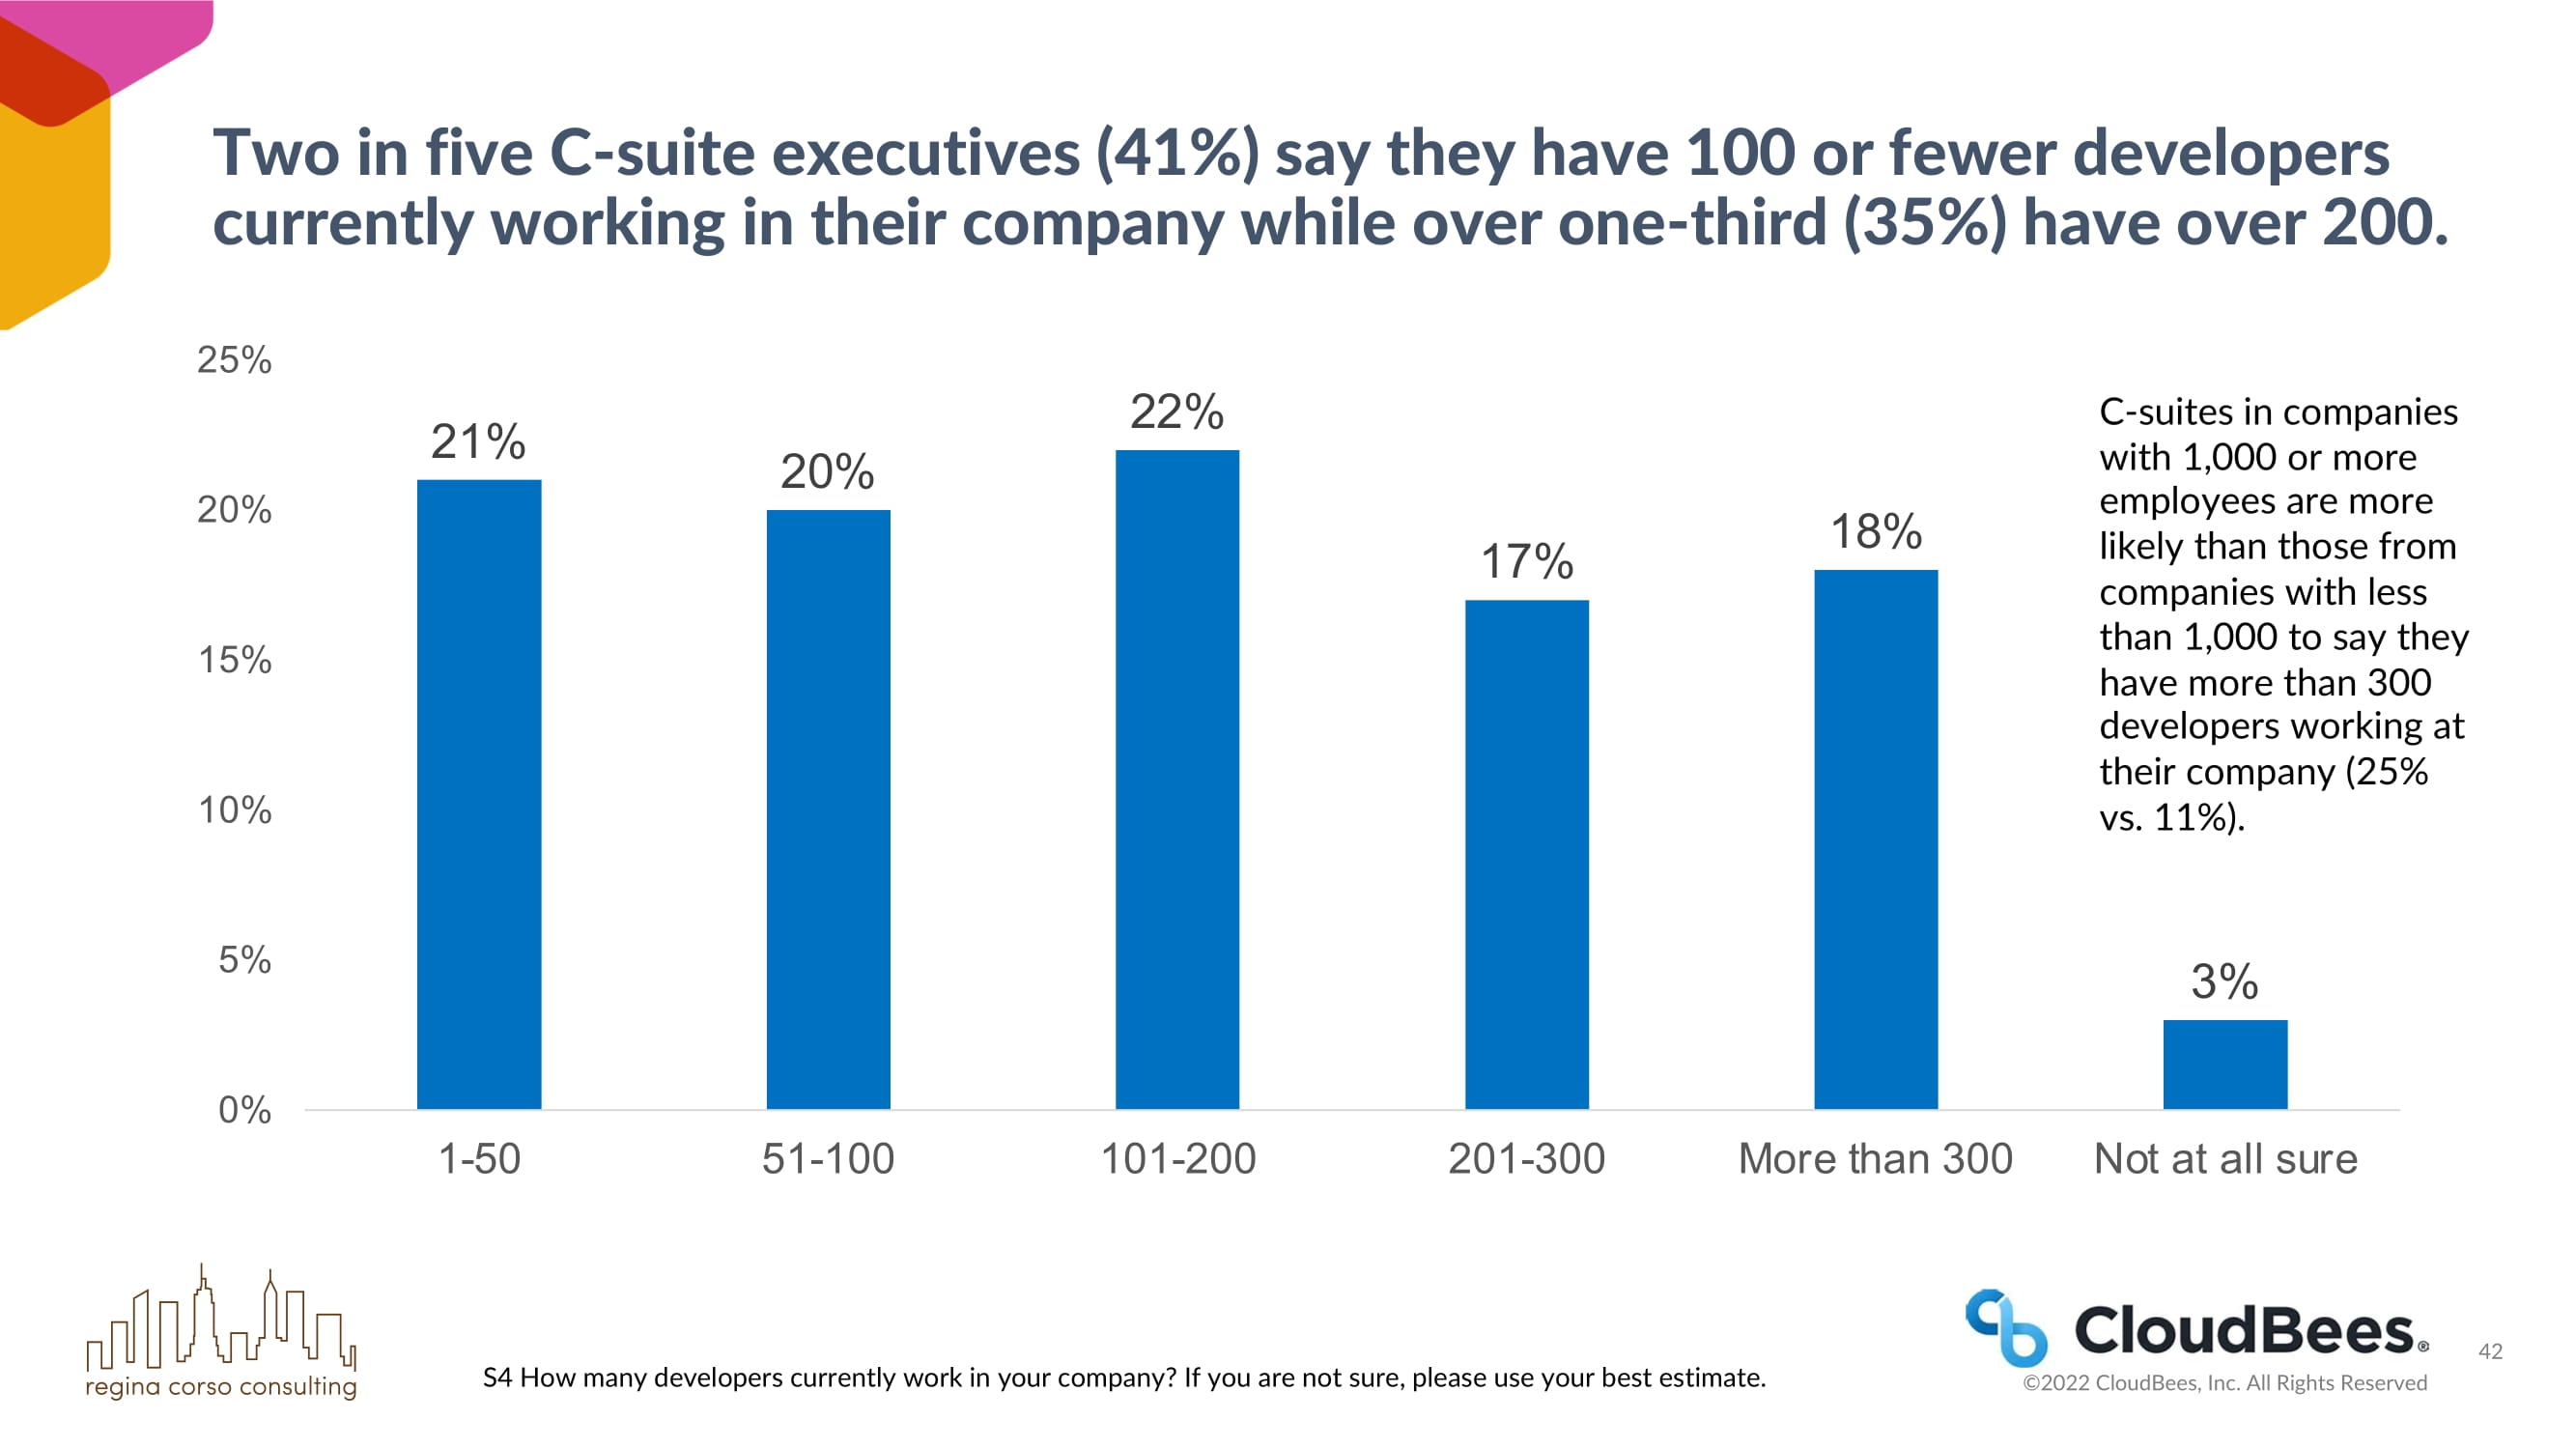 Two in five C-suite executives (41%) say they have 100 or fewer developers
currently working in their company while over one-third (35%) have over 200.
25%
20%
15%
10%
5%
0%
21%
20%
22%
17%
18%
3%
1-50
51-100
101-200
201-300
More than 300
Not at all sure
C-suites in companies
with 1,000 or more
employees are more
likely than those from
companies with less
than 1,000 to say they
have more than 300
developers working at
their company (25%
vs. 11%).
regina corso consulting
S4 How many developers currently work in your company? If you are not sure, please use your best estimate.
CloudBees®
©2022 CloudBees, Inc. All Rights Reserved
42